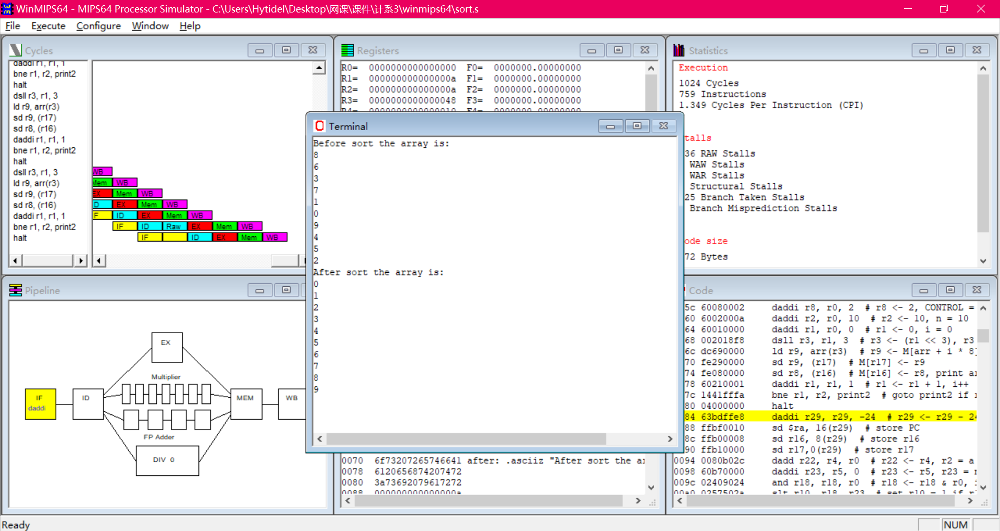 WinMIPS64 - MIPS64 Processor Simulator - C:\Users\Hytidel\Desktop\网课\课件\计系3\winmips64\sort.s
File Execute Configure Window Help
Cycles
daddi r1, r1, 1
bne r1, r2, print2
halt
dsll r3, r1, 3
ld r9, arr(r3)
sd r9, (r17)
sd r8, (r16)
daddi r1, r1, 1
bne r1, r2, print2
halt
dsll r3, r1, 3
ld r9, arr(r3)
sd r9, (r17)
sd r8, (r16)
daddi r1, r1, 1
bne r1, r2, print2
halt
WB
Mem WB
EX Mem WB
ID EX Mem WB
IF ID EX Mem WB
IF ID Raw EX Mem WB
IF ID EX Mem WB
Registers
R0= 0000000000000000 F0= 0000000.00000000
R1= 000000000000000a F1= 0000000.00000000
R2= 000000000000000a F2= 0000000.00000000
R3= 0000000000000048 F3= 0000000.00000000
R4= 0000000000000010 F4= 0000000.00000000
Statistics
Execution
1024 Cycles
759 Instructions
1.349 Cycles Per Instruction (CPI)
talls
36 RAW Stalls
WAW Stalls
WAR Stalls
Structural Stalls
25 Branch Taken Stalls
Branch Misprediction Stalls
ode size
72 Bytes
Terminal
Before sort the array is:
8
6
3
7
1
0
9
4
5
2
After sort the array is:
0
1
2
3
4
5
6
7
8
9
Pipeline
EX
Multiplier
IF
daddi
ID
MEM
WB
FP Adder
DIV 0
0070 6f73207265746641 after: .asciiz "After sort the a
0078 6120656874207472
0080 3a73692079617272
0088 000000000000000a
Code
5c 60080002 daddi r8, r0, 2 # r8 <- 2, CONTROL =
60 6002000a daddi r2, r0, 10 # r2 <- 10, n = 10
64 60010000 daddi r1, r0, 0 # r1 <- 0, i = 0
68 002018f8 dsll r3, r1, 3 # r3 <- (r1 << 3), r3
6c dc690000 ld r9, arr(r3) # r9 <- M[arr + i * 8]
70 fe290000 sd r9, (r17) # M[r17] <- r9
74 fe080000 sd r8, (r16) # M[r16] <- r8, print a
78 60210001 daddi r1, r1, 1 # r1 <- r1 + 1, i++
7c 1441fffa bne r1, r2, print2 # goto print2 if
80 04000000 halt
84 63bdffe8 daddi r29, r29, -24 # r29 <- r29 - 24
88 ffbf0010 sd $ra, 16(r29) # store PC
8c ffb00008 sd r16, 8(r29) # store r16
90 ffb10000 sd r17,0(r29) # store r17
0094 0080b02c dadd r22, r4, r0 # r22 <- r4, r2 = a
0098 60b70000 daddi r23, r5, 0 # r23 <- r5, r23 =
009c 02409024 and r18, r18, r0 # r18 <- r18 & r0,
00a0 0257502a slt r10, r18, r23 # set r10 = 1 if
Ready
NUM